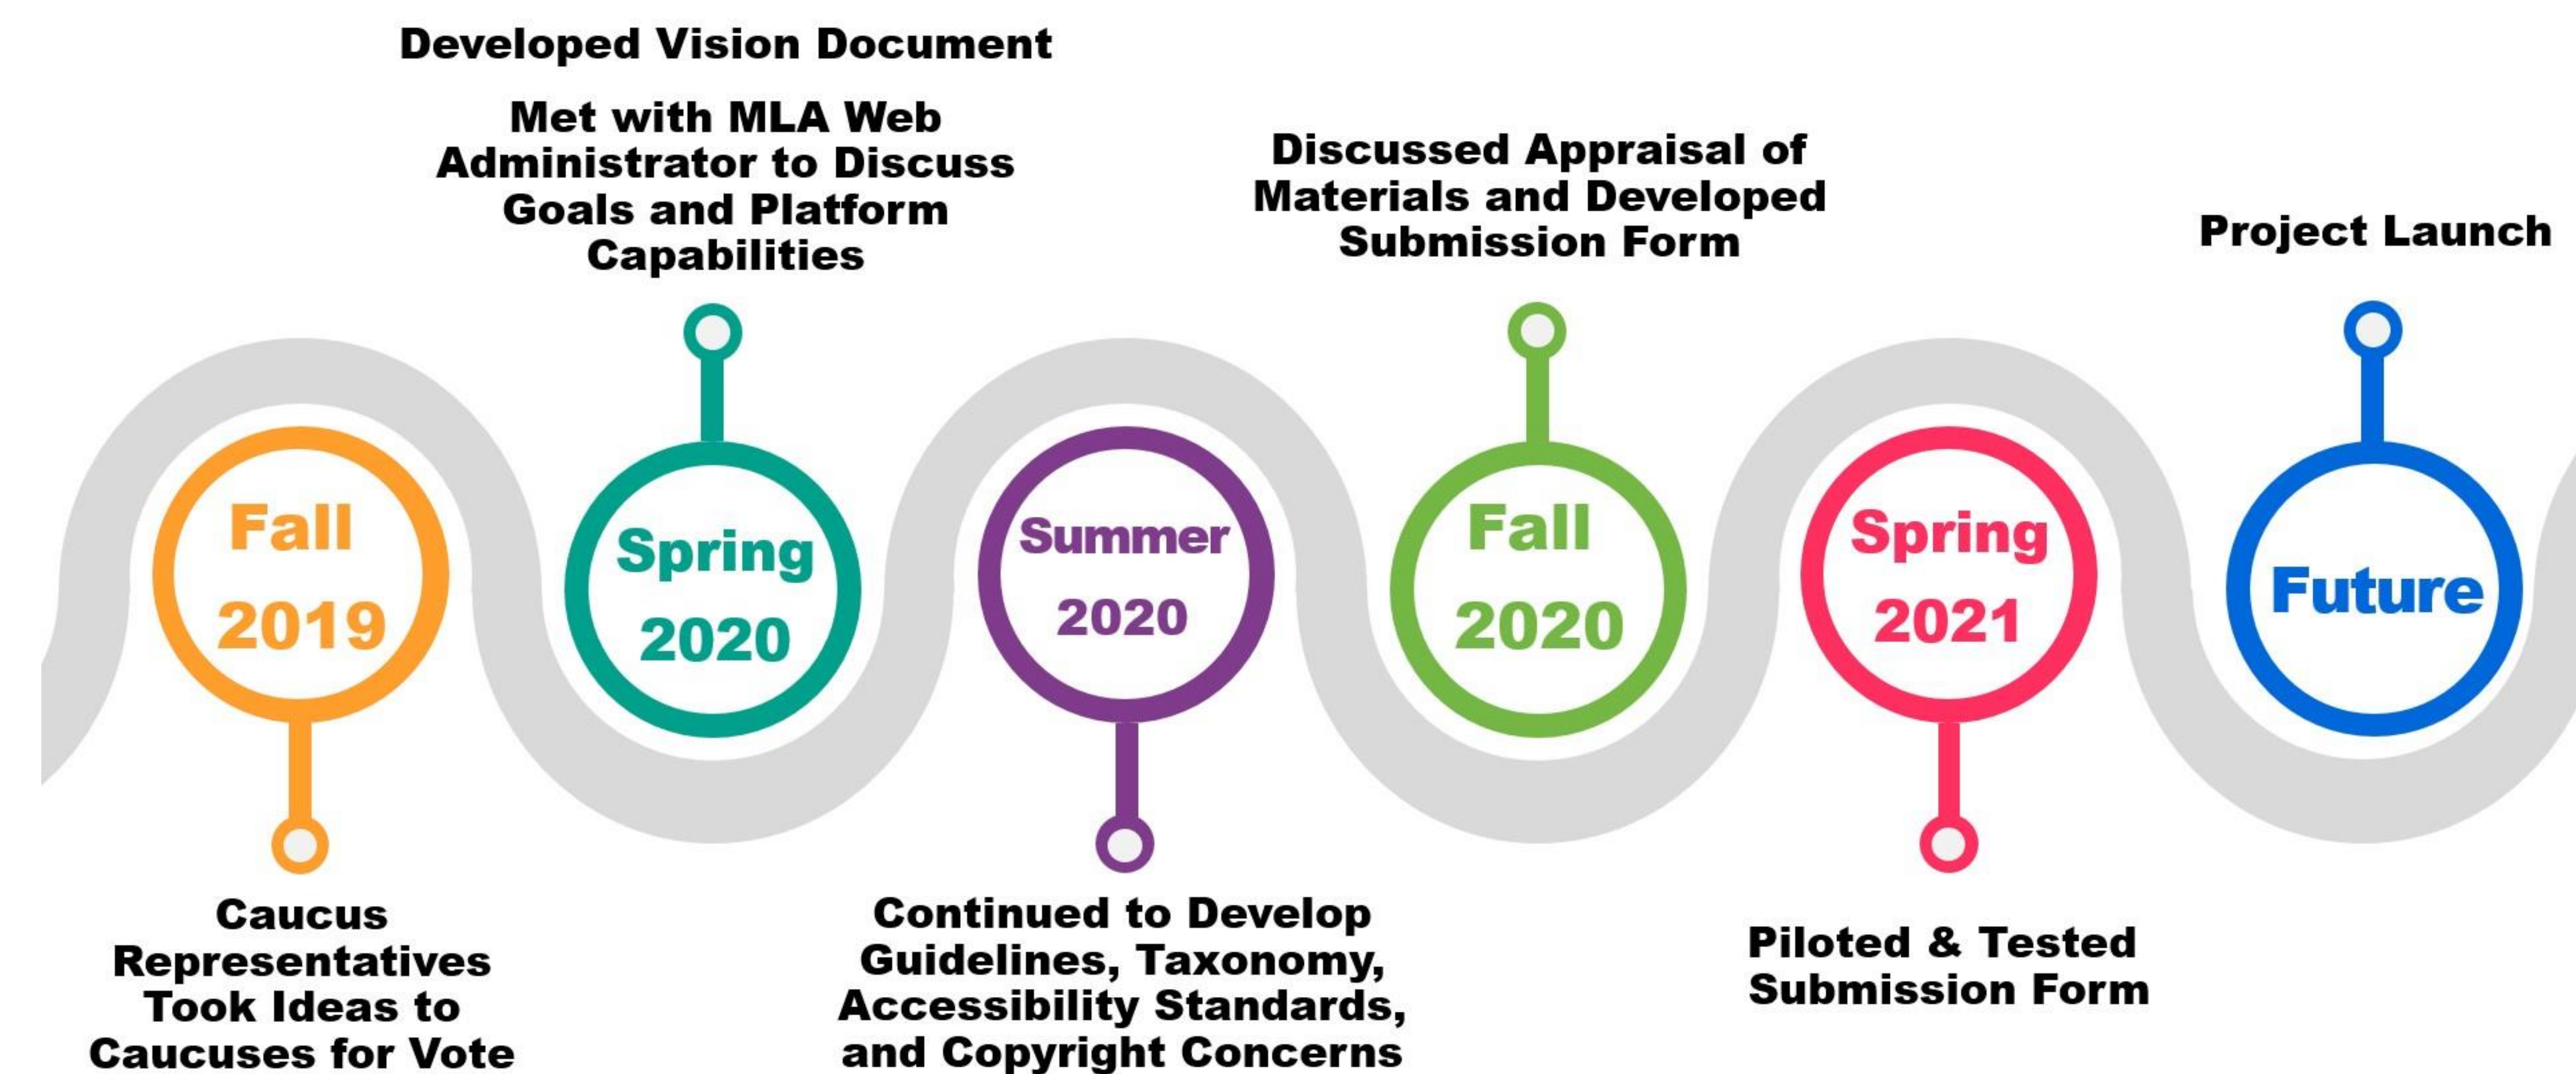 Developed Vision Document
Met with MLA Web
Administrator to Discuss
Goals and Platform
Capabilities
Discussed Appraisal of
Materials and Developed
Submission Form
Project Launch
Fall
2019
Spring
2020
Summer
2020
Fall
2020
Spring
2021
Future
Caucus
Representatives
Took Ideas to
Caucuses for Vote
Continued to Develop
Guidelines, Taxonomy,
Accessibility Standards,
and Copyright Concerns
Piloted & Tested
Submission Form